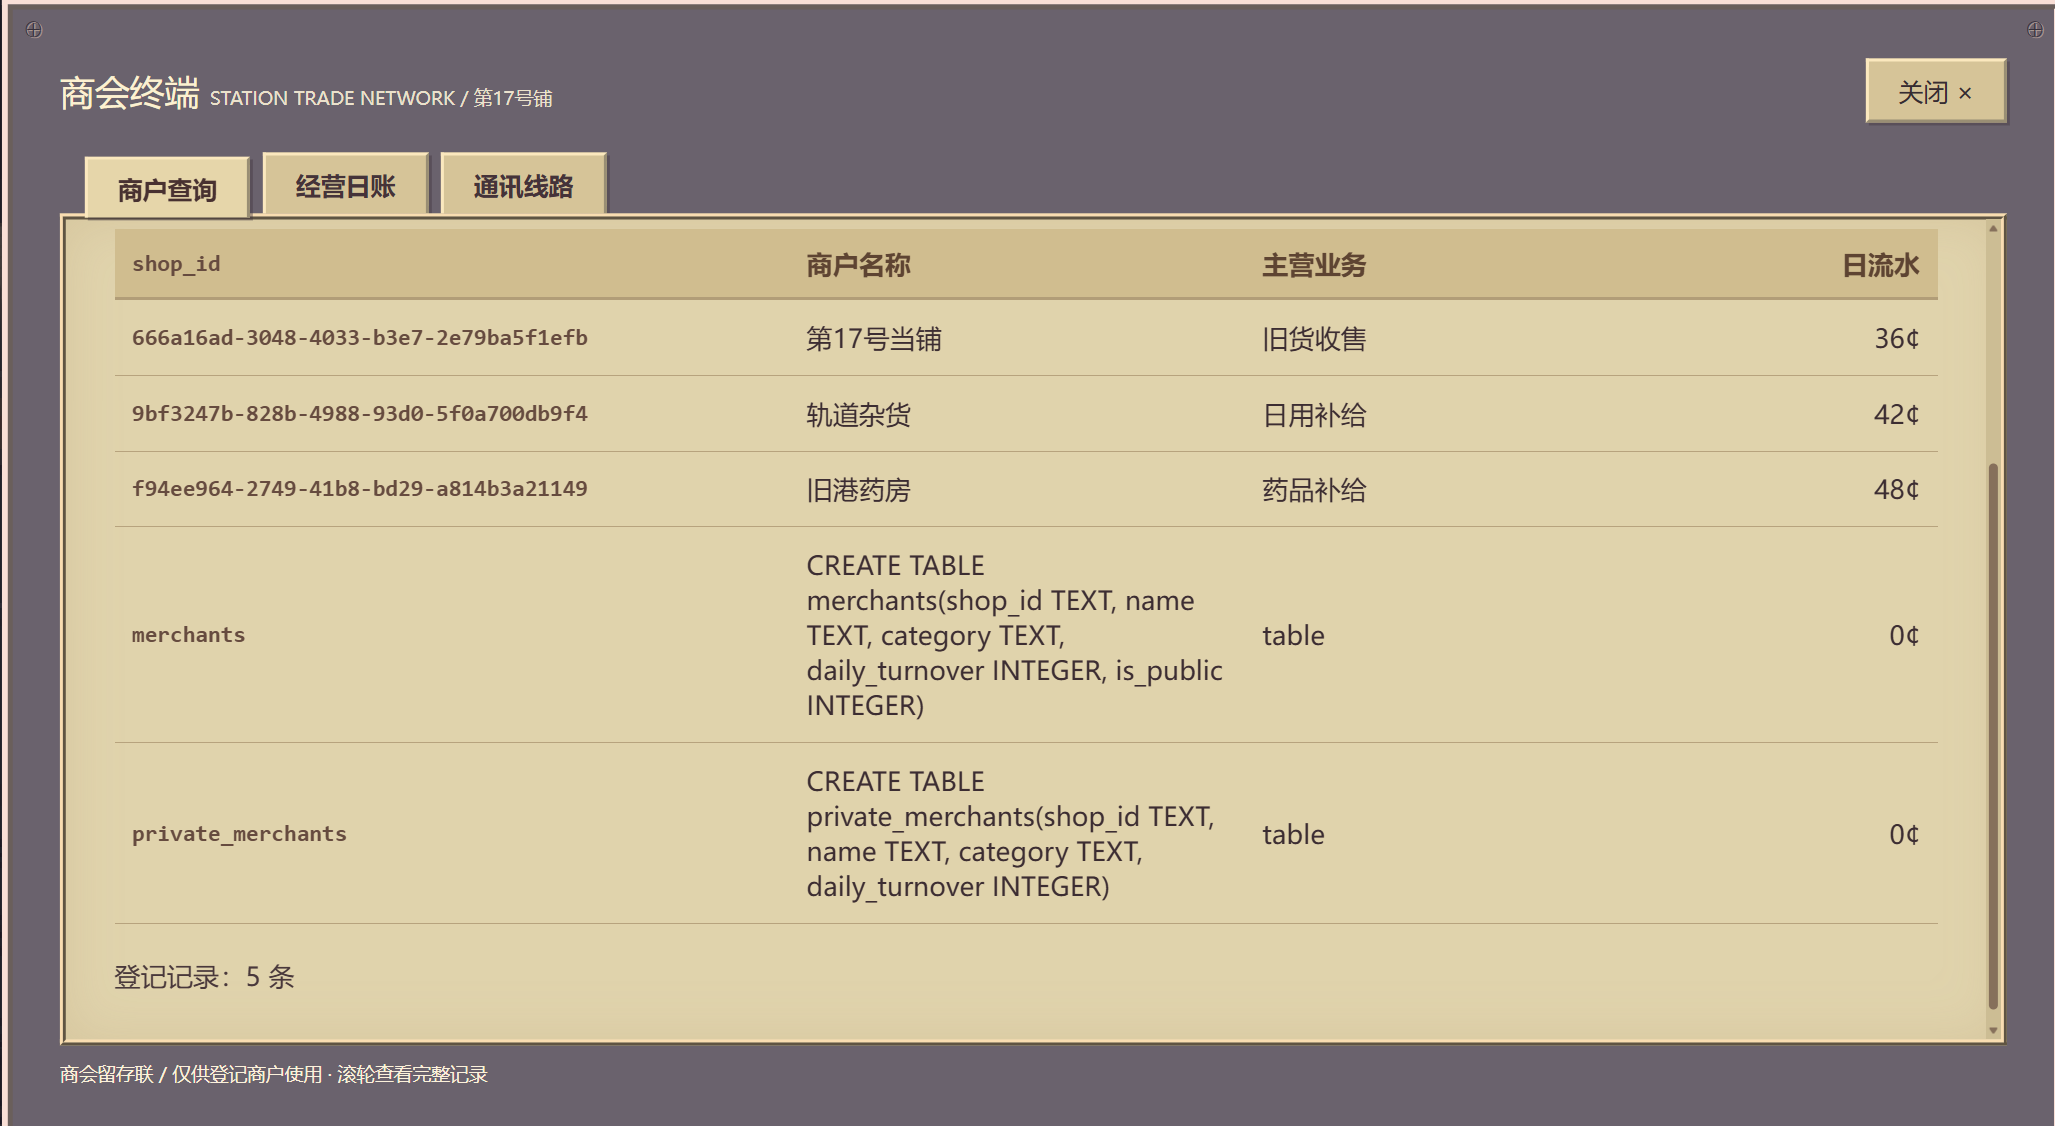 商会终端 STATION TRADE NETWORK / 第17号铺
关闭 ×
商户查询 经营日账 通讯线路
shop_id 商户名称 主营业务 日流水
666a16ad-3048-4033-b3e7-2e79ba5f1efb 第17号当铺 旧货收售 36¢
9bf3247b-828b-4988-93d0-5f0a700db9f4 轨道杂货 日用补给 42¢
f94ee964-2749-41b8-bd29-a814b3a21149 旧港药房 药品补给 48¢
CREATE TABLE
merchants(shop_id TEXT, name
merchants TEXT, category TEXT, table 0¢
daily_turnover INTEGER, is_public
INTEGER)
CREATE TABLE
private_merchants(shop_id TEXT,
private_merchants name TEXT, category TEXT, table 0¢
daily_turnover INTEGER)
登记记录：5 条
商会留存联 / 仅供登记商户使用 · 滚轮查看完整记录